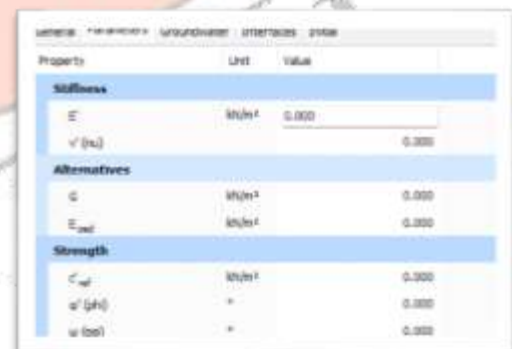 General Parameters Groundwater Interfaces Initial
Property Unit Value
Stiffness
E' kN/m² 0.000
ν' (nu) 0.000
Alternatives
G kN/m² 0.000
E_oed kN/m² 0.000
Strength
c'_ref kN/m² 0.000
φ' (phi) ° 0.000
ψ (psi) ° 0.000